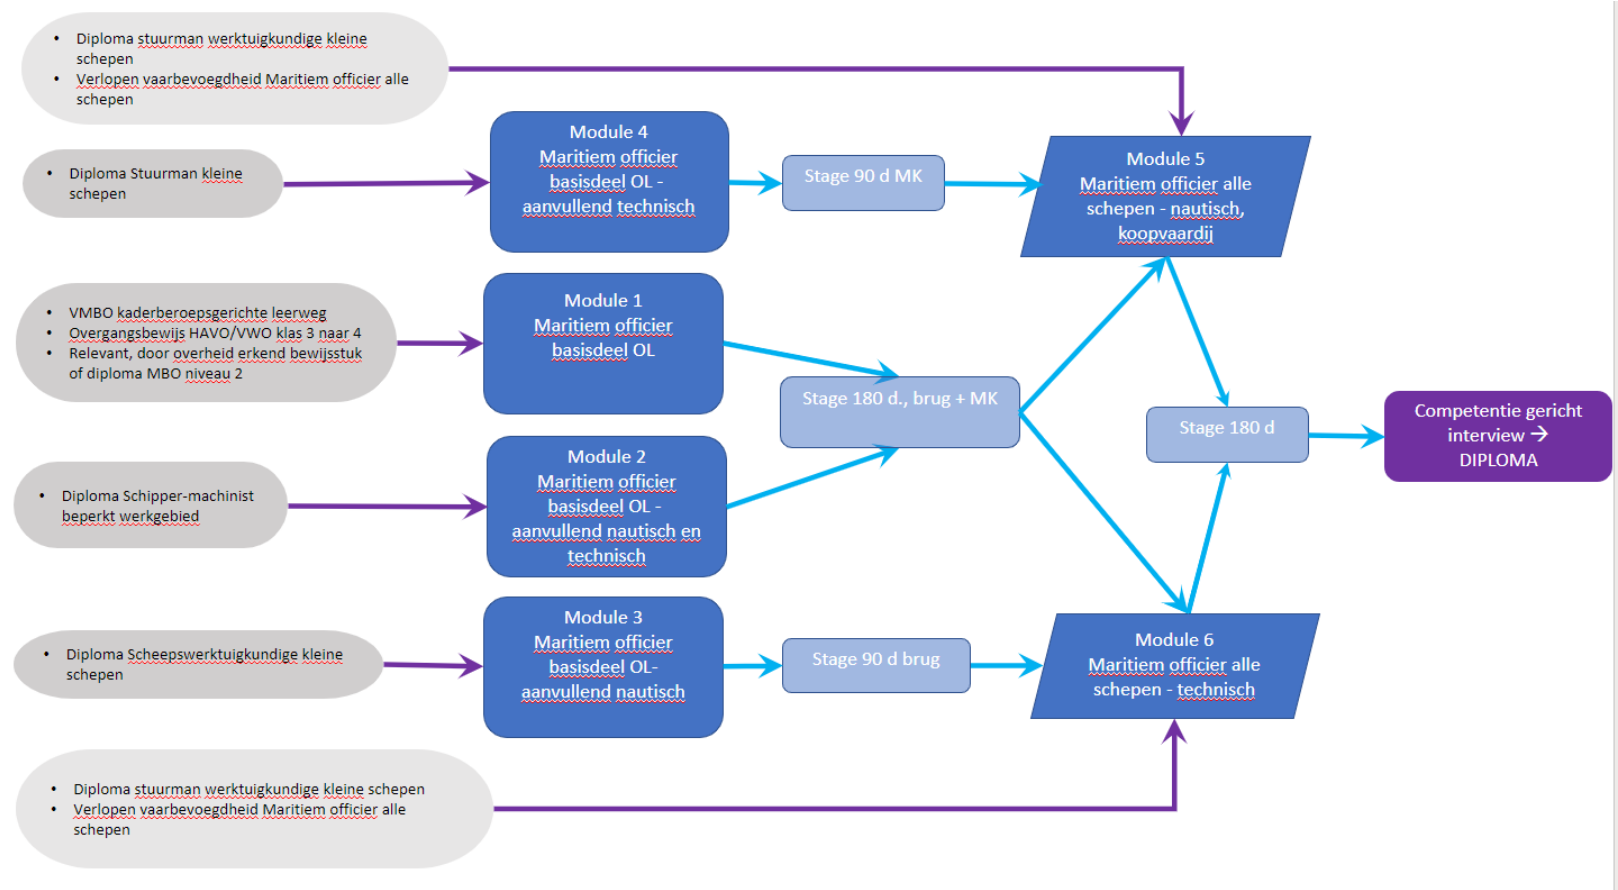 • Diploma stuurman werktuigkundige kleine
schepen
• Verlopen vaarbevoegdheid Maritiem officier alle
schepen
• Diploma Stuurman kleine
schepen
Module 4
Maritiem officier
basisdeel OL -
aanvullend technisch
Stage 90 d MK
Module 5
Maritiem officier alle
schepen - nautisch,
koopvaardij
• VMBO kaderberoepsgerichte leerweg
• Overgangsbewijs HAVO/VWO klas 3 naar 4
• Relevant, door overheid erkend bewijsstuk
of diploma MBO niveau 2
Module 1
Maritiem officier
basisdeel OL
Stage 180 d., brug + MK
Stage 180 d
Competentie gericht
interview →
DIPLOMA
• Diploma Schipper-machinist
beperkt werkgebied
Module 2
Maritiem officier
basisdeel OL -
aanvullend nautisch en
technisch
• Diploma Scheepswerktuigkundige kleine
schepen
Module 3
Maritiem officier
basisdeel OL-
aanvullend nautisch
Stage 90 d brug
Module 6
Maritiem officier alle
schepen - technisch
• Diploma stuurman werktuigkundige kleine schepen
• Verlopen vaarbevoegdheid Maritiem officier alle
schepen